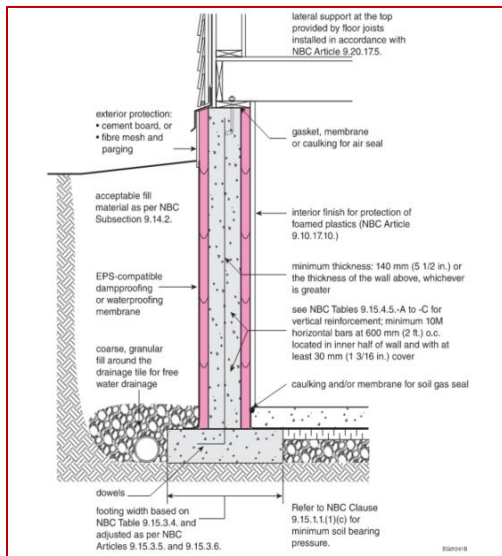 lateral support at the top
provided by floor joists
installed in accordance with
NBC Article 9.20.17.5.
exterior protection:
• cement board, or
• fibre mesh and
parging
gasket, membrane
or caulking for air seal
acceptable fill
material as per NBC
Subsection 9.14.2.
interior finish for protection of
foamed plastics (NBC Article
9.10.17.10.)
minimum thickness: 140 mm (5 1/2 in.) or
the thickness of the wall above, whichever
is greater
EPS-compatible
dampproofing
or waterproofing
membrane
see NBC Tables 9.15.4.5.-A to -C for
vertical reinforcement; minimum 10M
horizontal bars at 600 mm (2 ft.) o.c.
located in inner half of wall and with at
least 30 mm (1 3/16 in.) cover
coarse, granular
fill around the
drainage tile for free
water drainage
caulking and/or membrane for soil gas seal
dowels
footing width based on
NBC Table 9.15.3.4. and
adjusted as per NBC
Articles 9.15.3.5. and 9.15.3.6.
Refer to NBC Clause
9.15.1.1.(1)(c) for
minimum soil bearing
pressure.